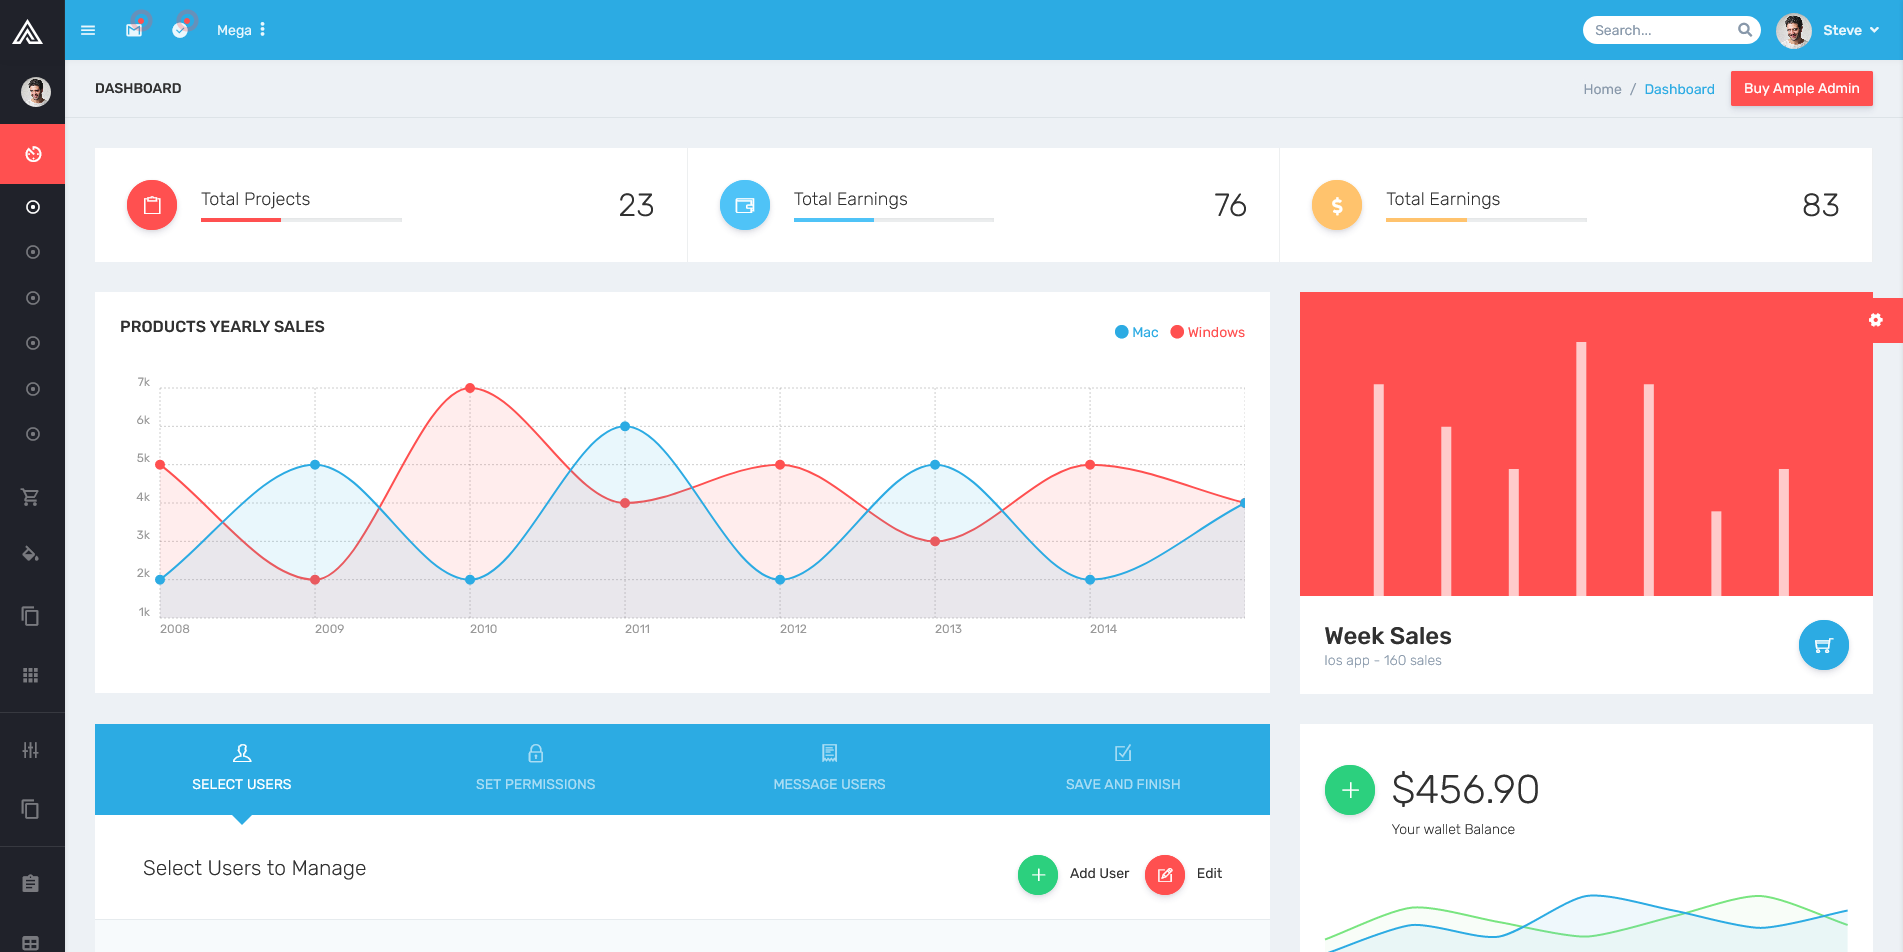 Mega
Search...
Steve
DASHBOARD
Home / Dashboard
Buy Ample Admin
Total Projects
23
Total Earnings
76
Total Earnings
83
PRODUCTS YEARLY SALES
Mac
Windows
7k
6k
5k
4k
3k
2k
1k
2008
2009
2010
2011
2012
2013
2014
Week Sales
Ios app - 160 sales
SELECT USERS
SET PERMISSIONS
MESSAGE USERS
SAVE AND FINISH
Select Users to Manage
Add User
Edit
$456.90
Your wallet Balance